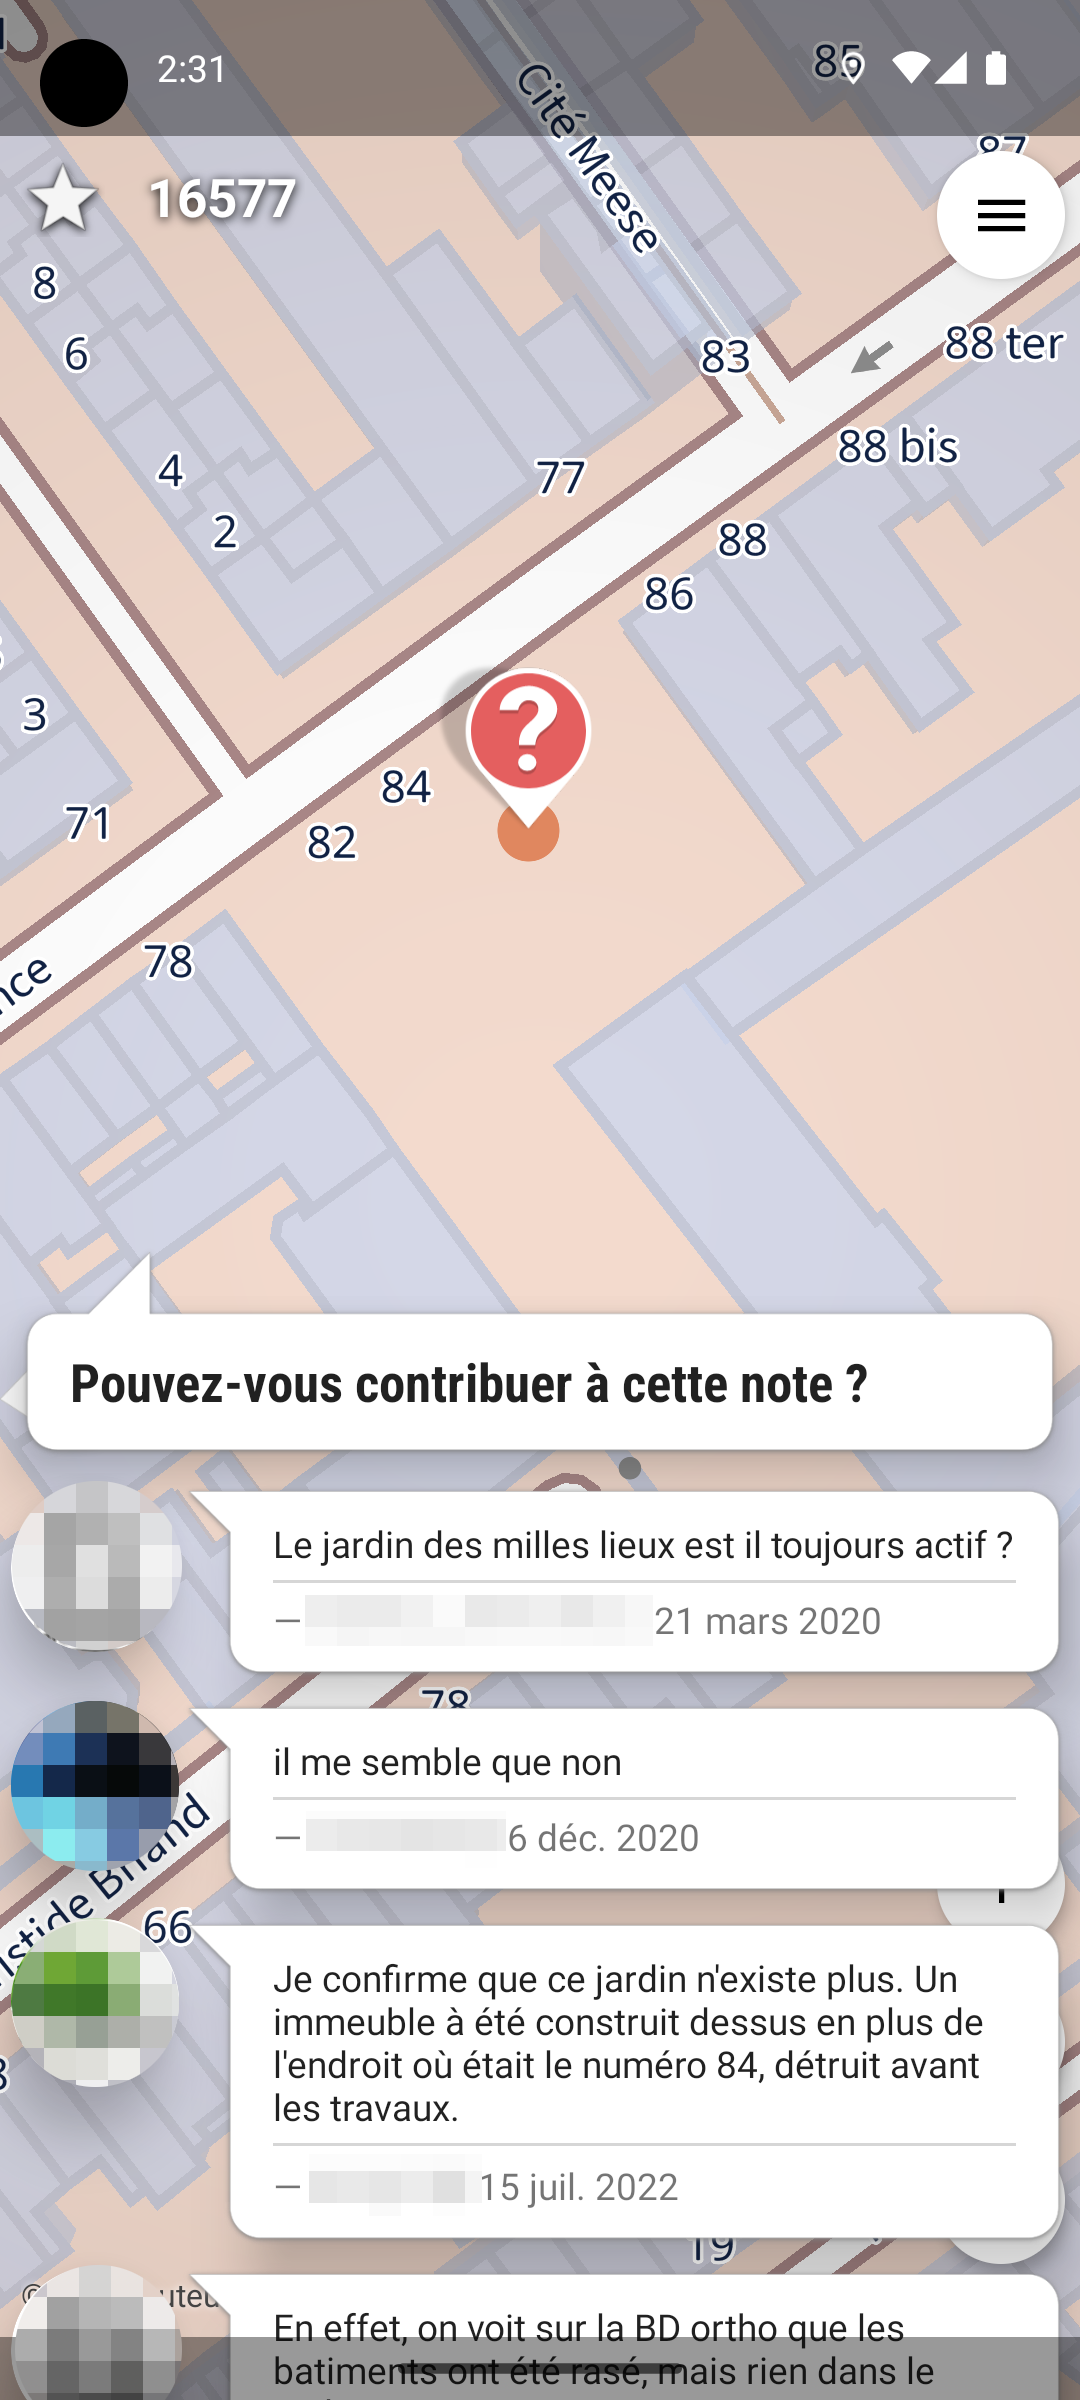 2:31
85
Cité Meese
87
16577
8
6
83
88 ter
4
77
88 bis
2
88
86
3
84
71
82
78
nce
Pouvez-vous contribuer à cette note ?
Le jardin des milles lieux est il toujours actif ?
— 21 mars 2020
78
il me semble que non
— 6 déc. 2020
66
Je confirme que ce jardin n'existe plus. Un
immeuble à été construit dessus en plus de
l'endroit où était le numéro 84, détruit avant
les travaux.
— 15 juil. 2022
19
©
En effet, on voit sur la BD ortho que les
batiments ont été rasé, mais rien dans le